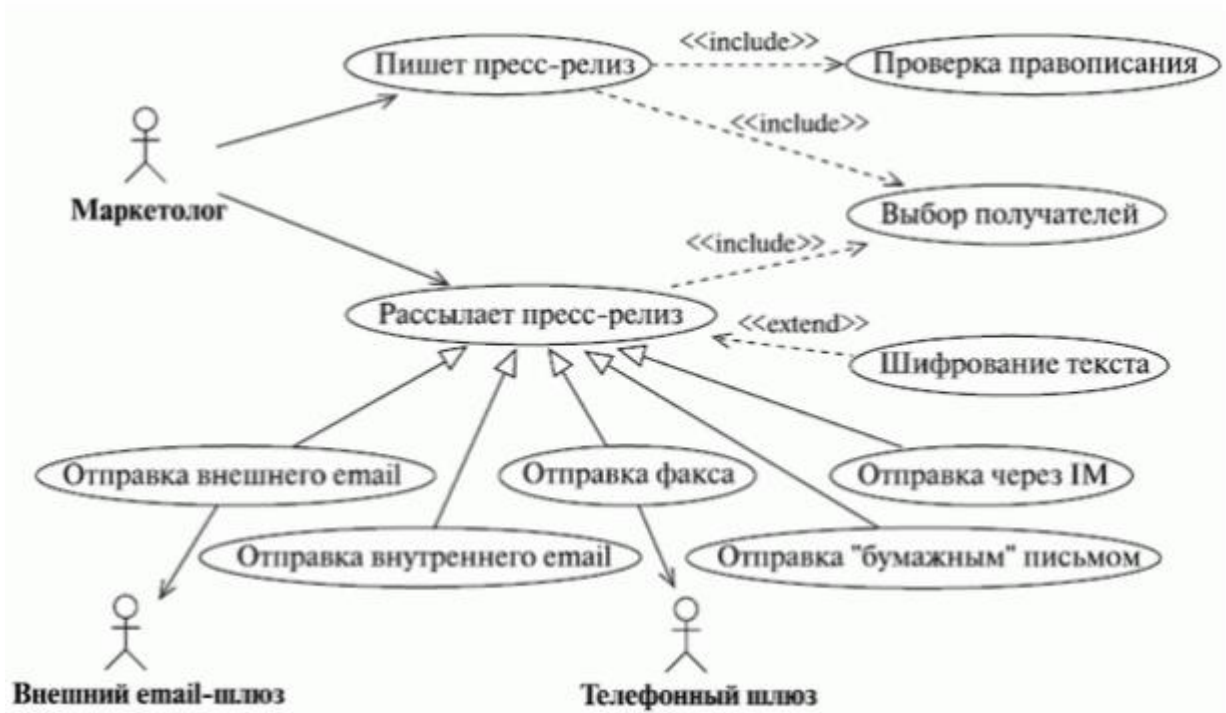 <<include>>
Пишет пресс-релиз
Проверка правописания
<<include>>
Маркетолог
Выбор получателей
<<include>>
Рассылает пресс-релиз
<<extend>>
Шифрование текста
Отправка внешнего email
Отправка факса
Отправка через IM
Отправка внутреннего email
Отправка "бумажным" письмом
Внешний email-шлюз
Телефонный шлюз